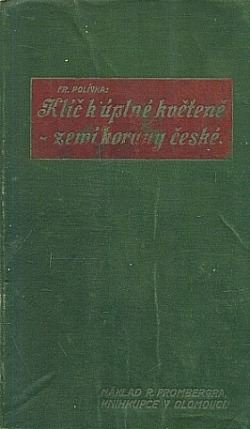 FR. POLÍVKA:
Klíč k úplné květeně
- zemí koruny české.
NÁKLAD R. PROMBERGRA,
KNIHKUPCE V OLOMOUCI.